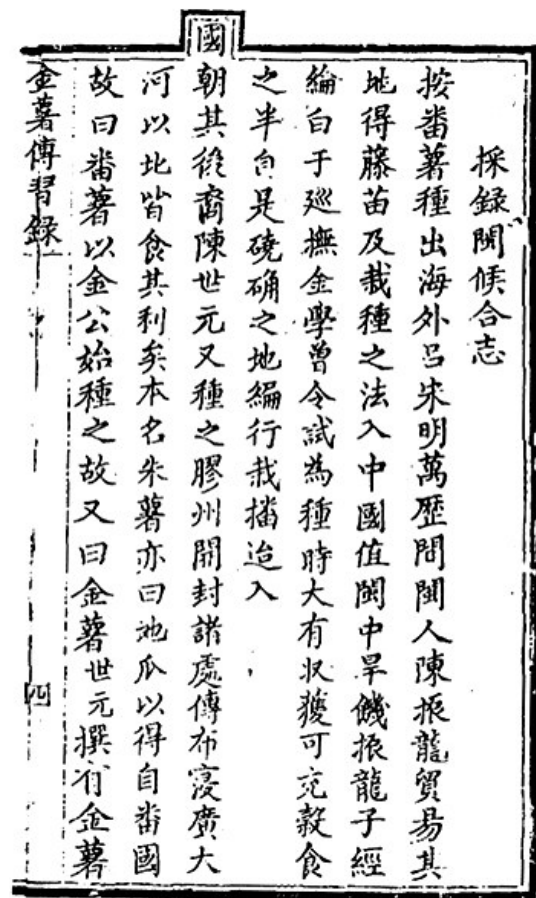 採録閩侯合志
按番薯種出海外呂宋明萬歷間閩人陳振龍貿易其
地得藤苗及栽種之法入中國值閩中旱饑振龍子經
綸白于廵撫金學曾令試為種時大有収獲可充穀食
之半自是磽确之地編行栽播迨入
國朝其後裔陳世元又種之膠州開封諸處傳布寖廣大
河以北皆食其利矣本名朱薯亦曰地瓜以得自番國
故曰番薯以金公始種之故又曰金薯世元撰有金薯
金薯傳習録 四